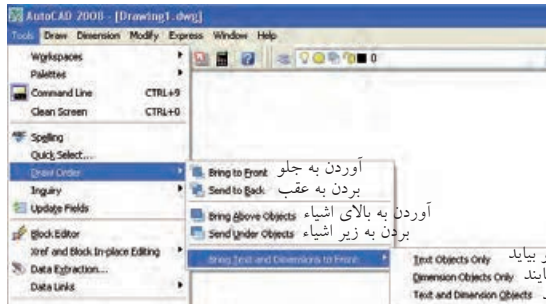 AutoCAD 2008 - [Drawing1.dwg]
Tools Draw Dimension Modify Express Window Help
Workspaces
Palettes
Command Line CTRL+9
Clean Screen CTRL+0
Spelling
Quick Select...
Draw Order
Inquiry
Update Fields
Block Editor
Xref and Block In-place Editing
Data Extraction...
Data Links
0
Bring to Front آوردن به جلو
Send to Back بردن به عقب
Bring Above Objects آوردن به بالای اشیاء
Send Under Objects بردن به زیر اشیاء
Bring Text and Dimensions to Front
Text Objects Only بیاید
Dimension Objects Only
Text and Dimension Objects